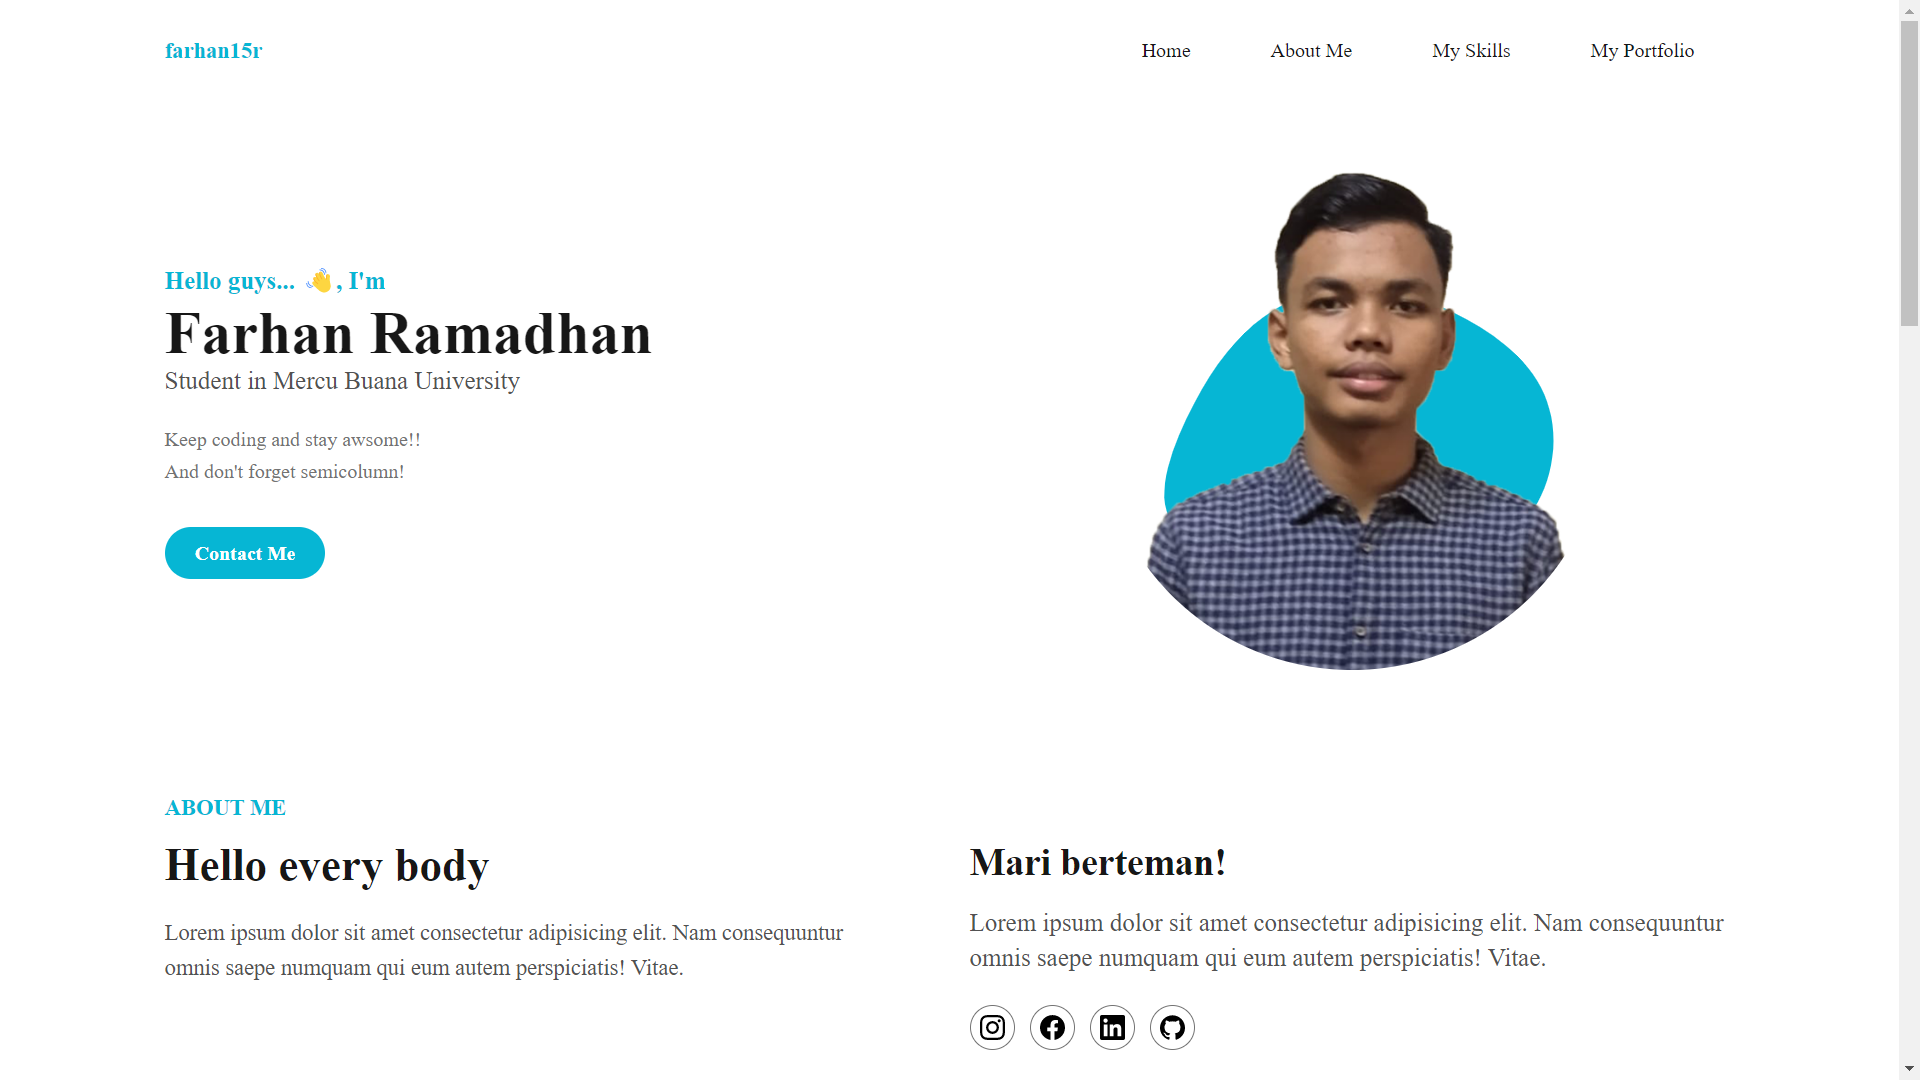 farhan15r
Home
About Me
My Skills
My Portfolio
Hello guys... 👋, I'm
Farhan Ramadhan
Student in Mercu Buana University
Keep coding and stay awsome!!
And don't forget semicolumn!
Contact Me
ABOUT ME
Hello every body
Lorem ipsum dolor sit amet consectetur adipisicing elit. Nam consequuntur
omnis saepe numquam qui eum autem perspiciatis! Vitae.
Mari berteman!
Lorem ipsum dolor sit amet consectetur adipisicing elit. Nam consequuntur
omnis saepe numquam qui eum autem perspiciatis! Vitae.